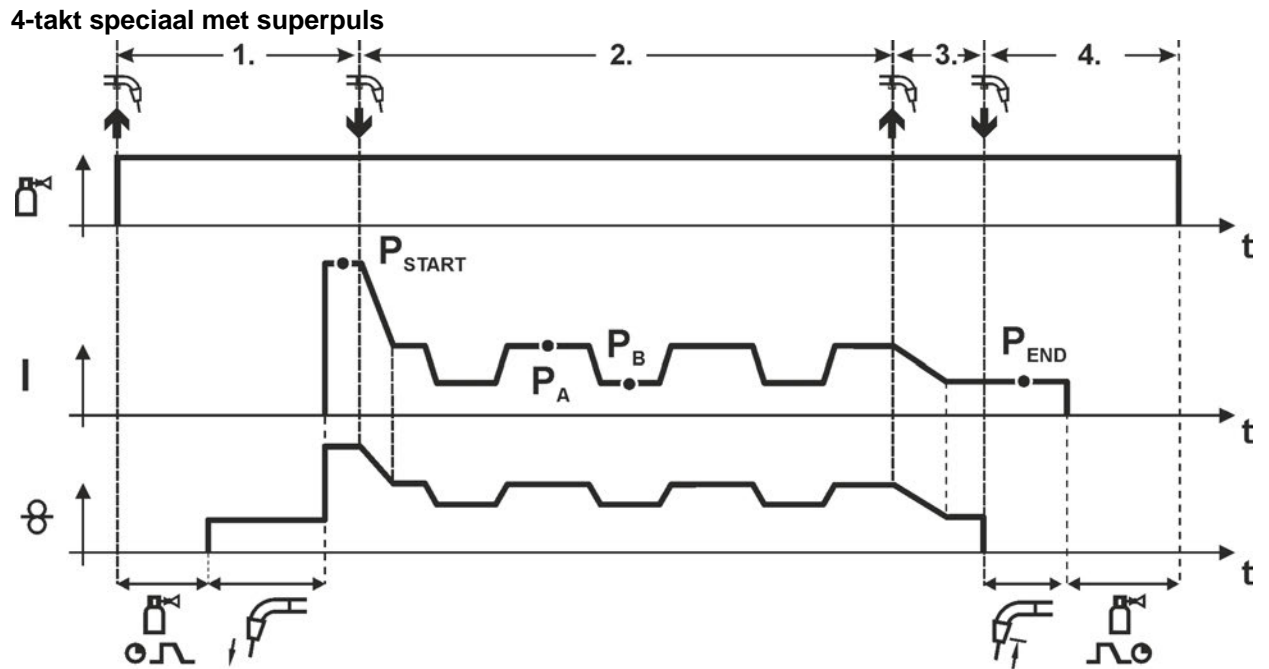 4-takt speciaal met superpuls
1. 2. 3. 4.
t
P START
P B
P A
P END
I
t
t